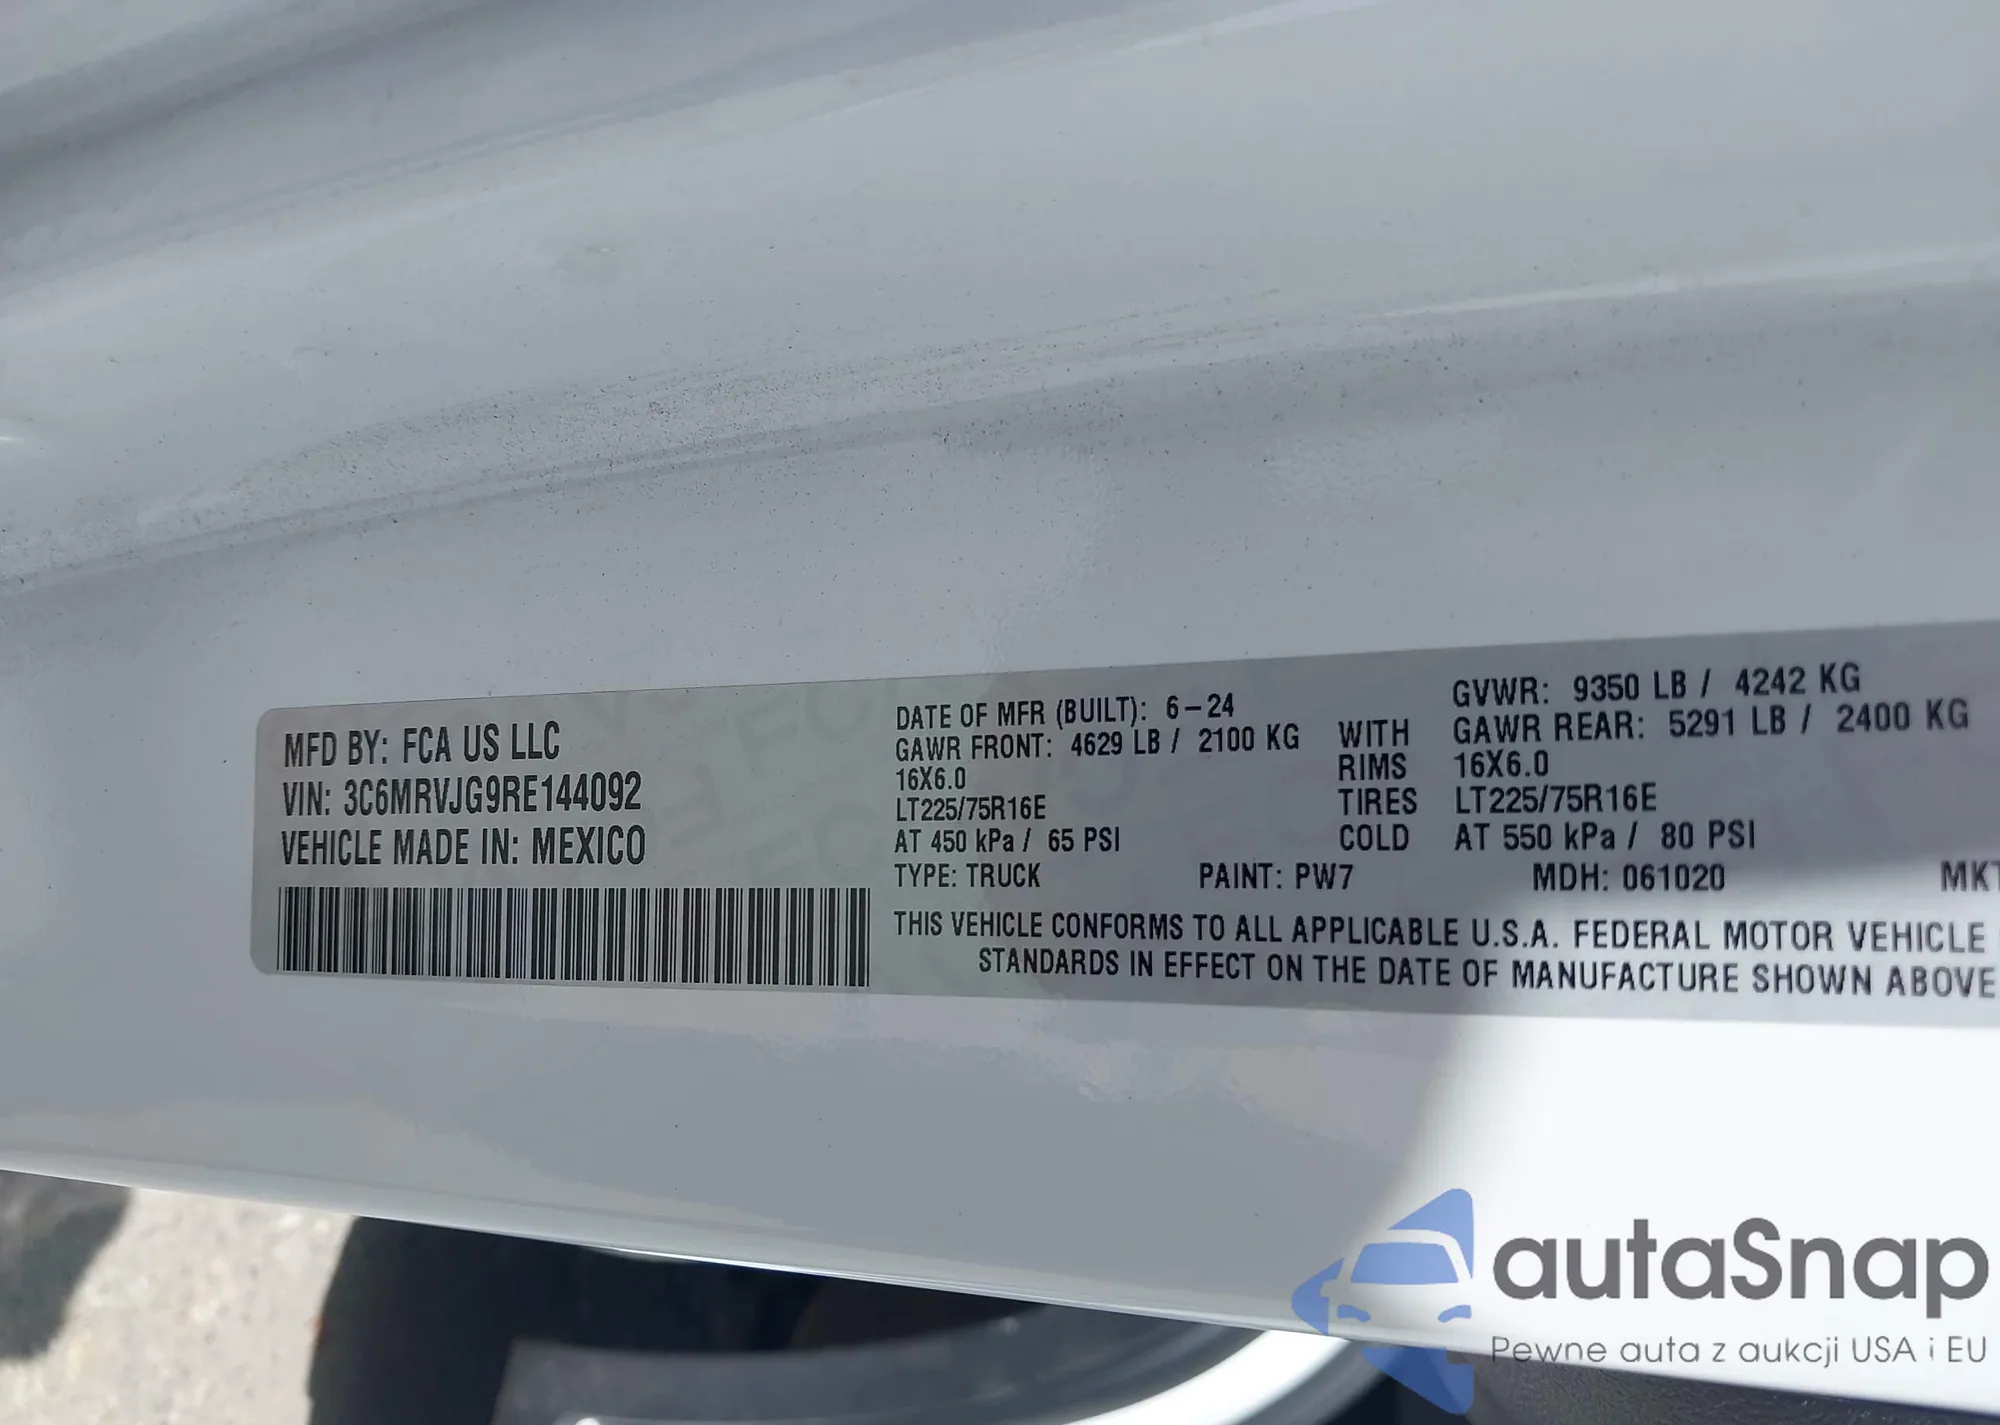 MFD BY: FCA US LLC
VIN: 3C6MRVJG9RE144092
VEHICLE MADE IN: MEXICO
DATE OF MFR (BUILT): 6-24
GVWR: 9350 LB / 4242 KG
GAWR FRONT: 4629 LB / 2100 KG WITH GAWR REAR: 5291 LB / 2400 KG
16X6.0 RIMS 16X6.0
LT225/75R16E TIRES LT225/75R16E
AT 450 kPa / 65 PSI COLD AT 550 kPa / 80 PSI
TYPE: TRUCK PAINT: PW7 MDH: 061020 MKT
THIS VEHICLE CONFORMS TO ALL APPLICABLE U.S.A. FEDERAL MOTOR VEHICLE
STANDARDS IN EFFECT ON THE DATE OF MANUFACTURE SHOWN ABOVE
autaSnap
Pewne auta z aukcji USA i EU